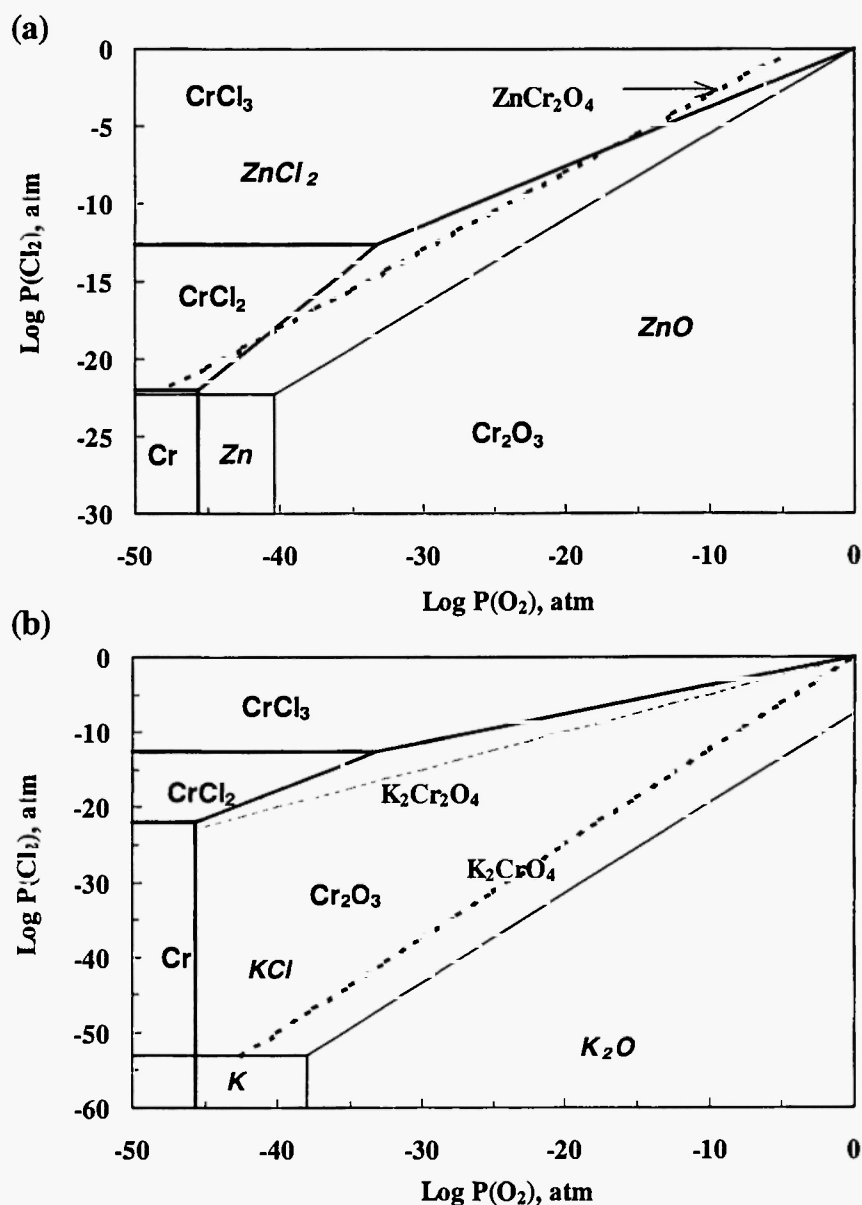 (a)
0
CrCl₃
ZnCr₂O₄
-5
ZnCl₂
-10
Log P(Cl₂), atm
CrCl₂
-15
ZnO
-20
Cr₂O₃
Cr
Zn
-25
-30
-50
-40
-30
-20
-10
0
Log P(O₂), atm
(b)
0
CrCl₃
-10
CrCl₂
K₂Cr₂O₄
-20
Log P(Cl₂), atm
K₂CrO₄
-30
Cr₂O₃
Cr
KCl
-40
-50
K₂O
K
-60
-50
-40
-30
-20
-10
0
Log P(O₂), atm